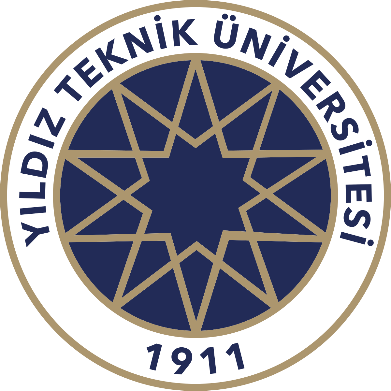 YILDIZ TEKNİK ÜNİVERSİTESİ
1911